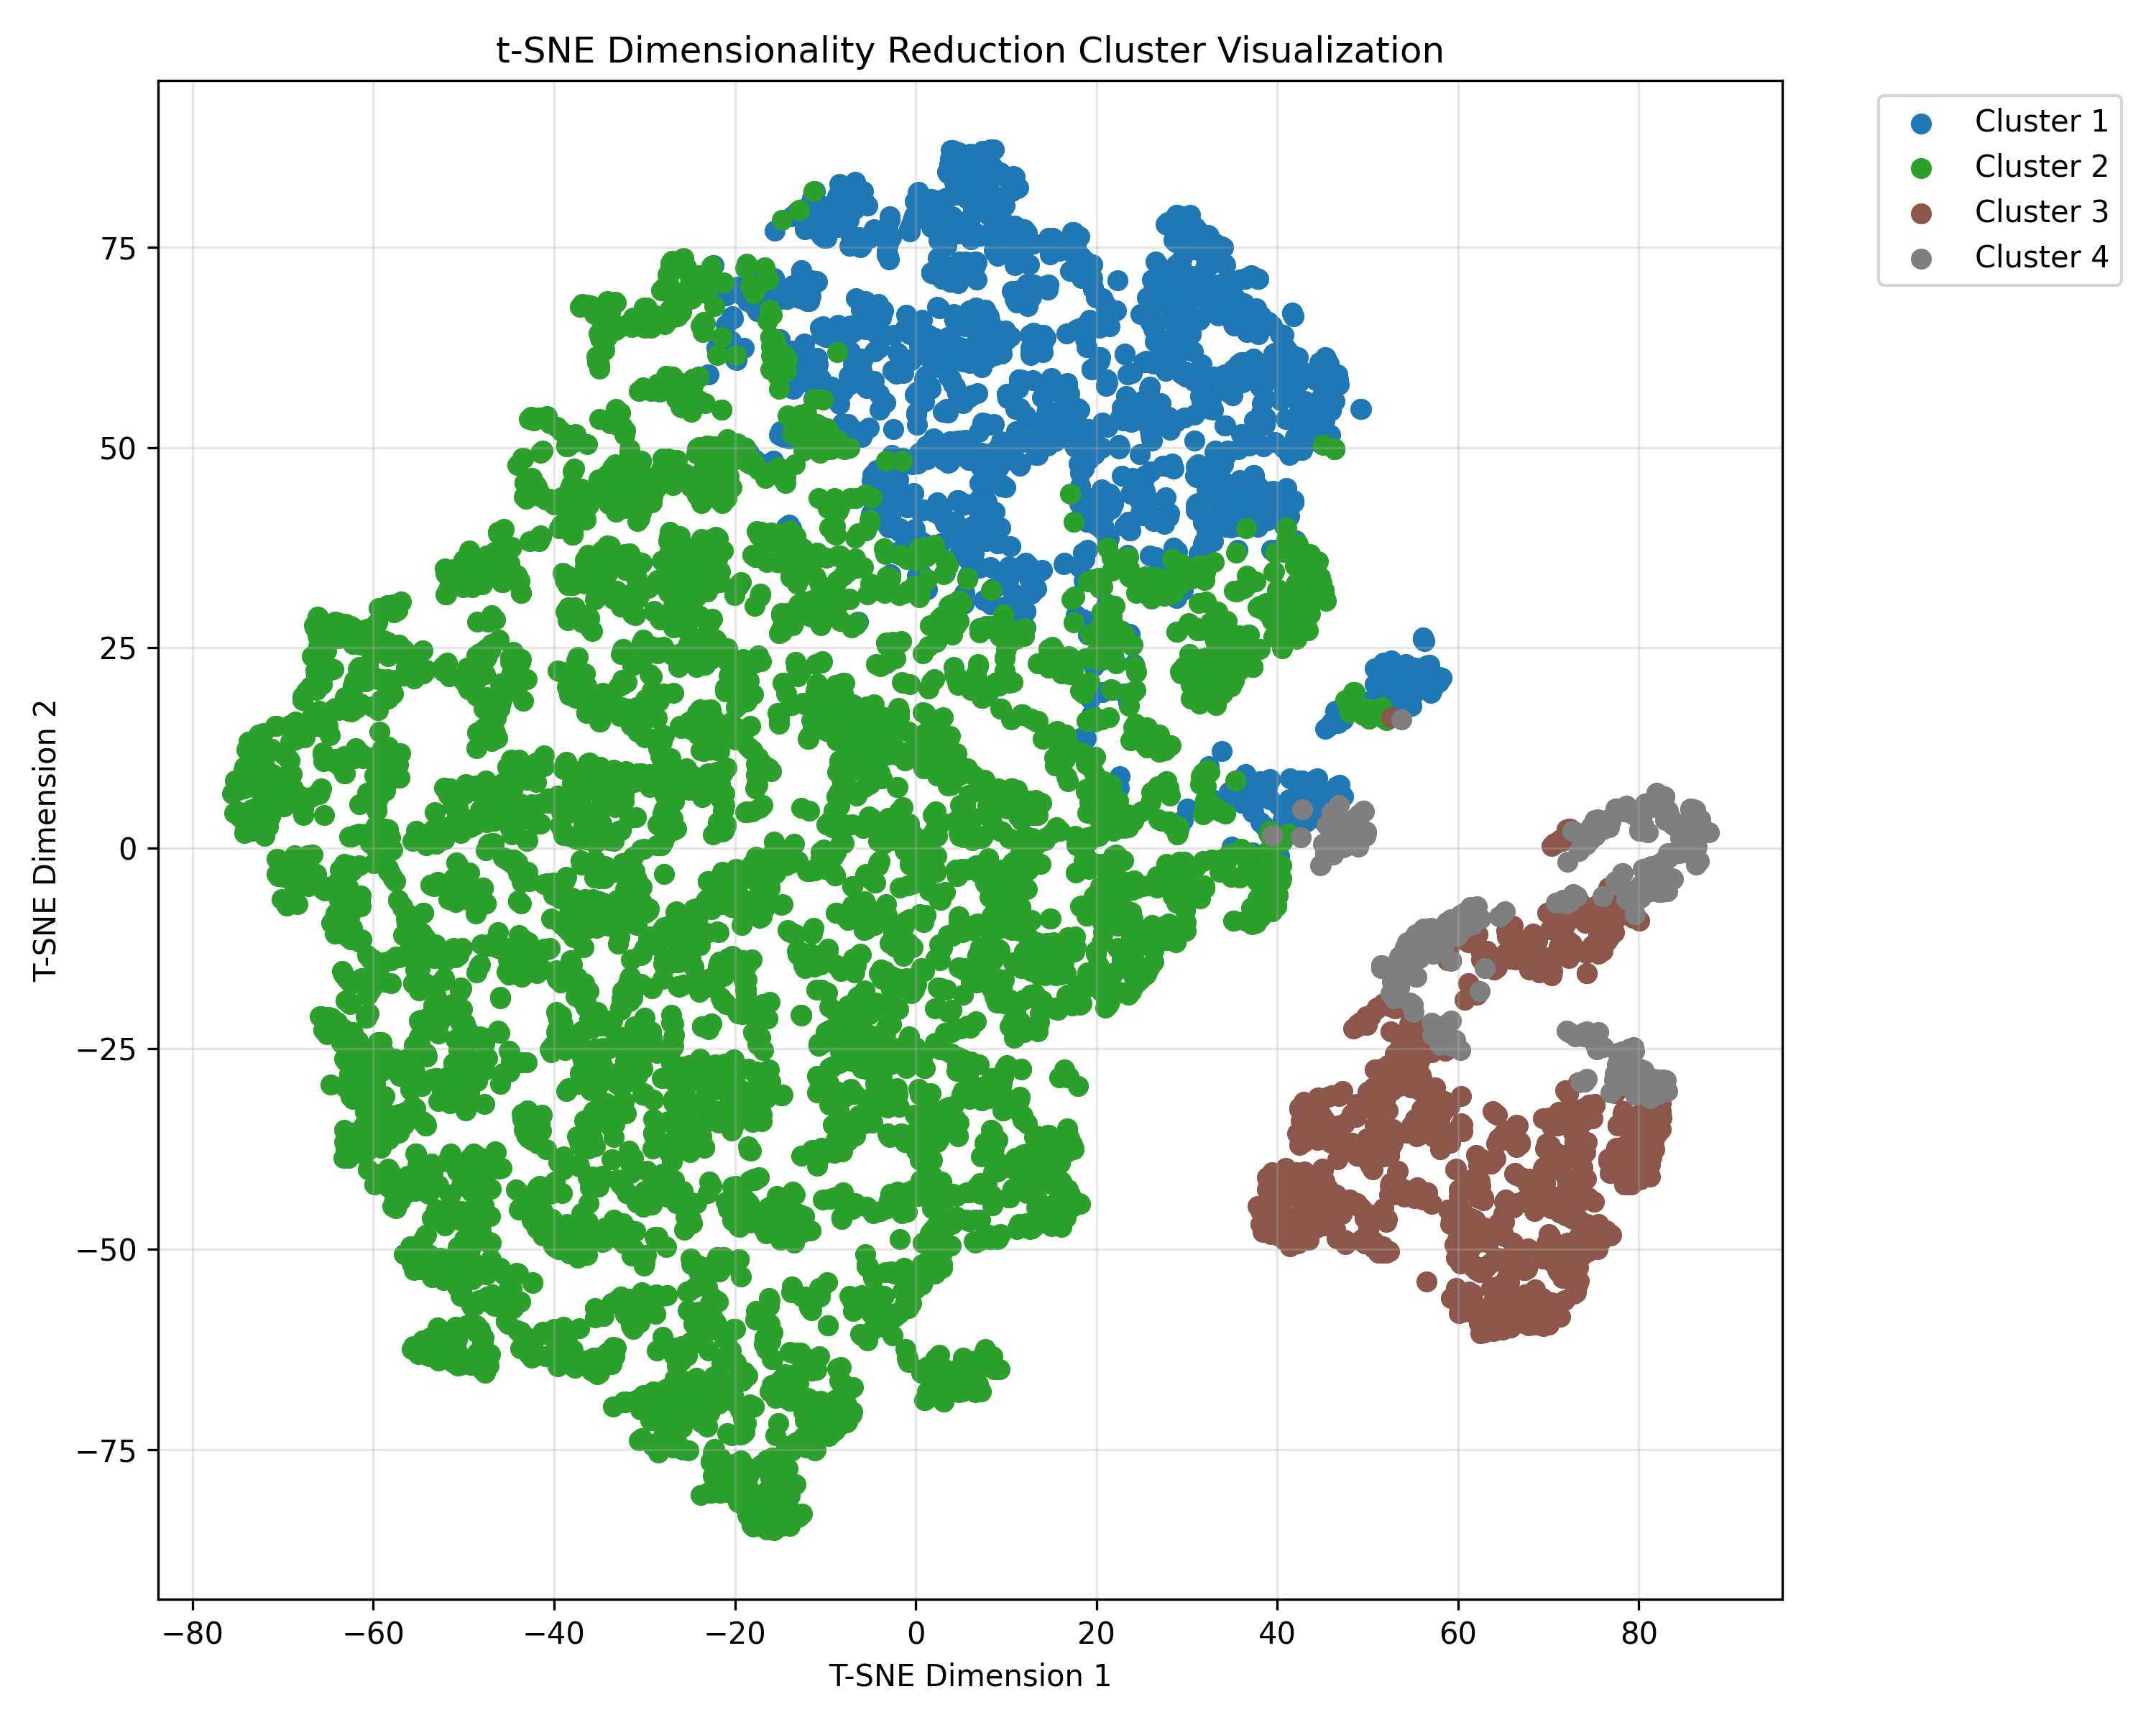 t-SNE Dimensionality Reduction Cluster Visualization
Cluster 1
Cluster 2
Cluster 3
Cluster 4
T-SNE Dimension 2
75
50
25
0
−25
−50
−75
−80 −60 −40 −20 0 20 40 60 80
T-SNE Dimension 1